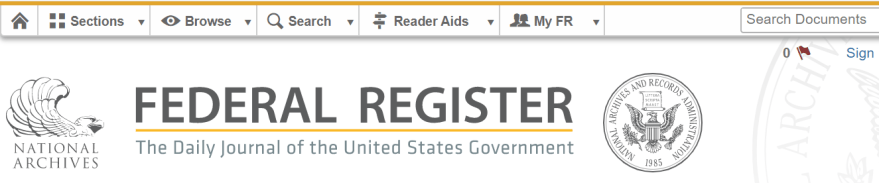 Sections Browse Search Reader Aids My FR Search Documents
0 Sign
FEDERAL REGISTER
The Daily Journal of the United States Government
NATIONAL
ARCHIVES
NATIONAL ARCHIVES AND RECORDS ADMINISTRATION
1985
ARCHIV